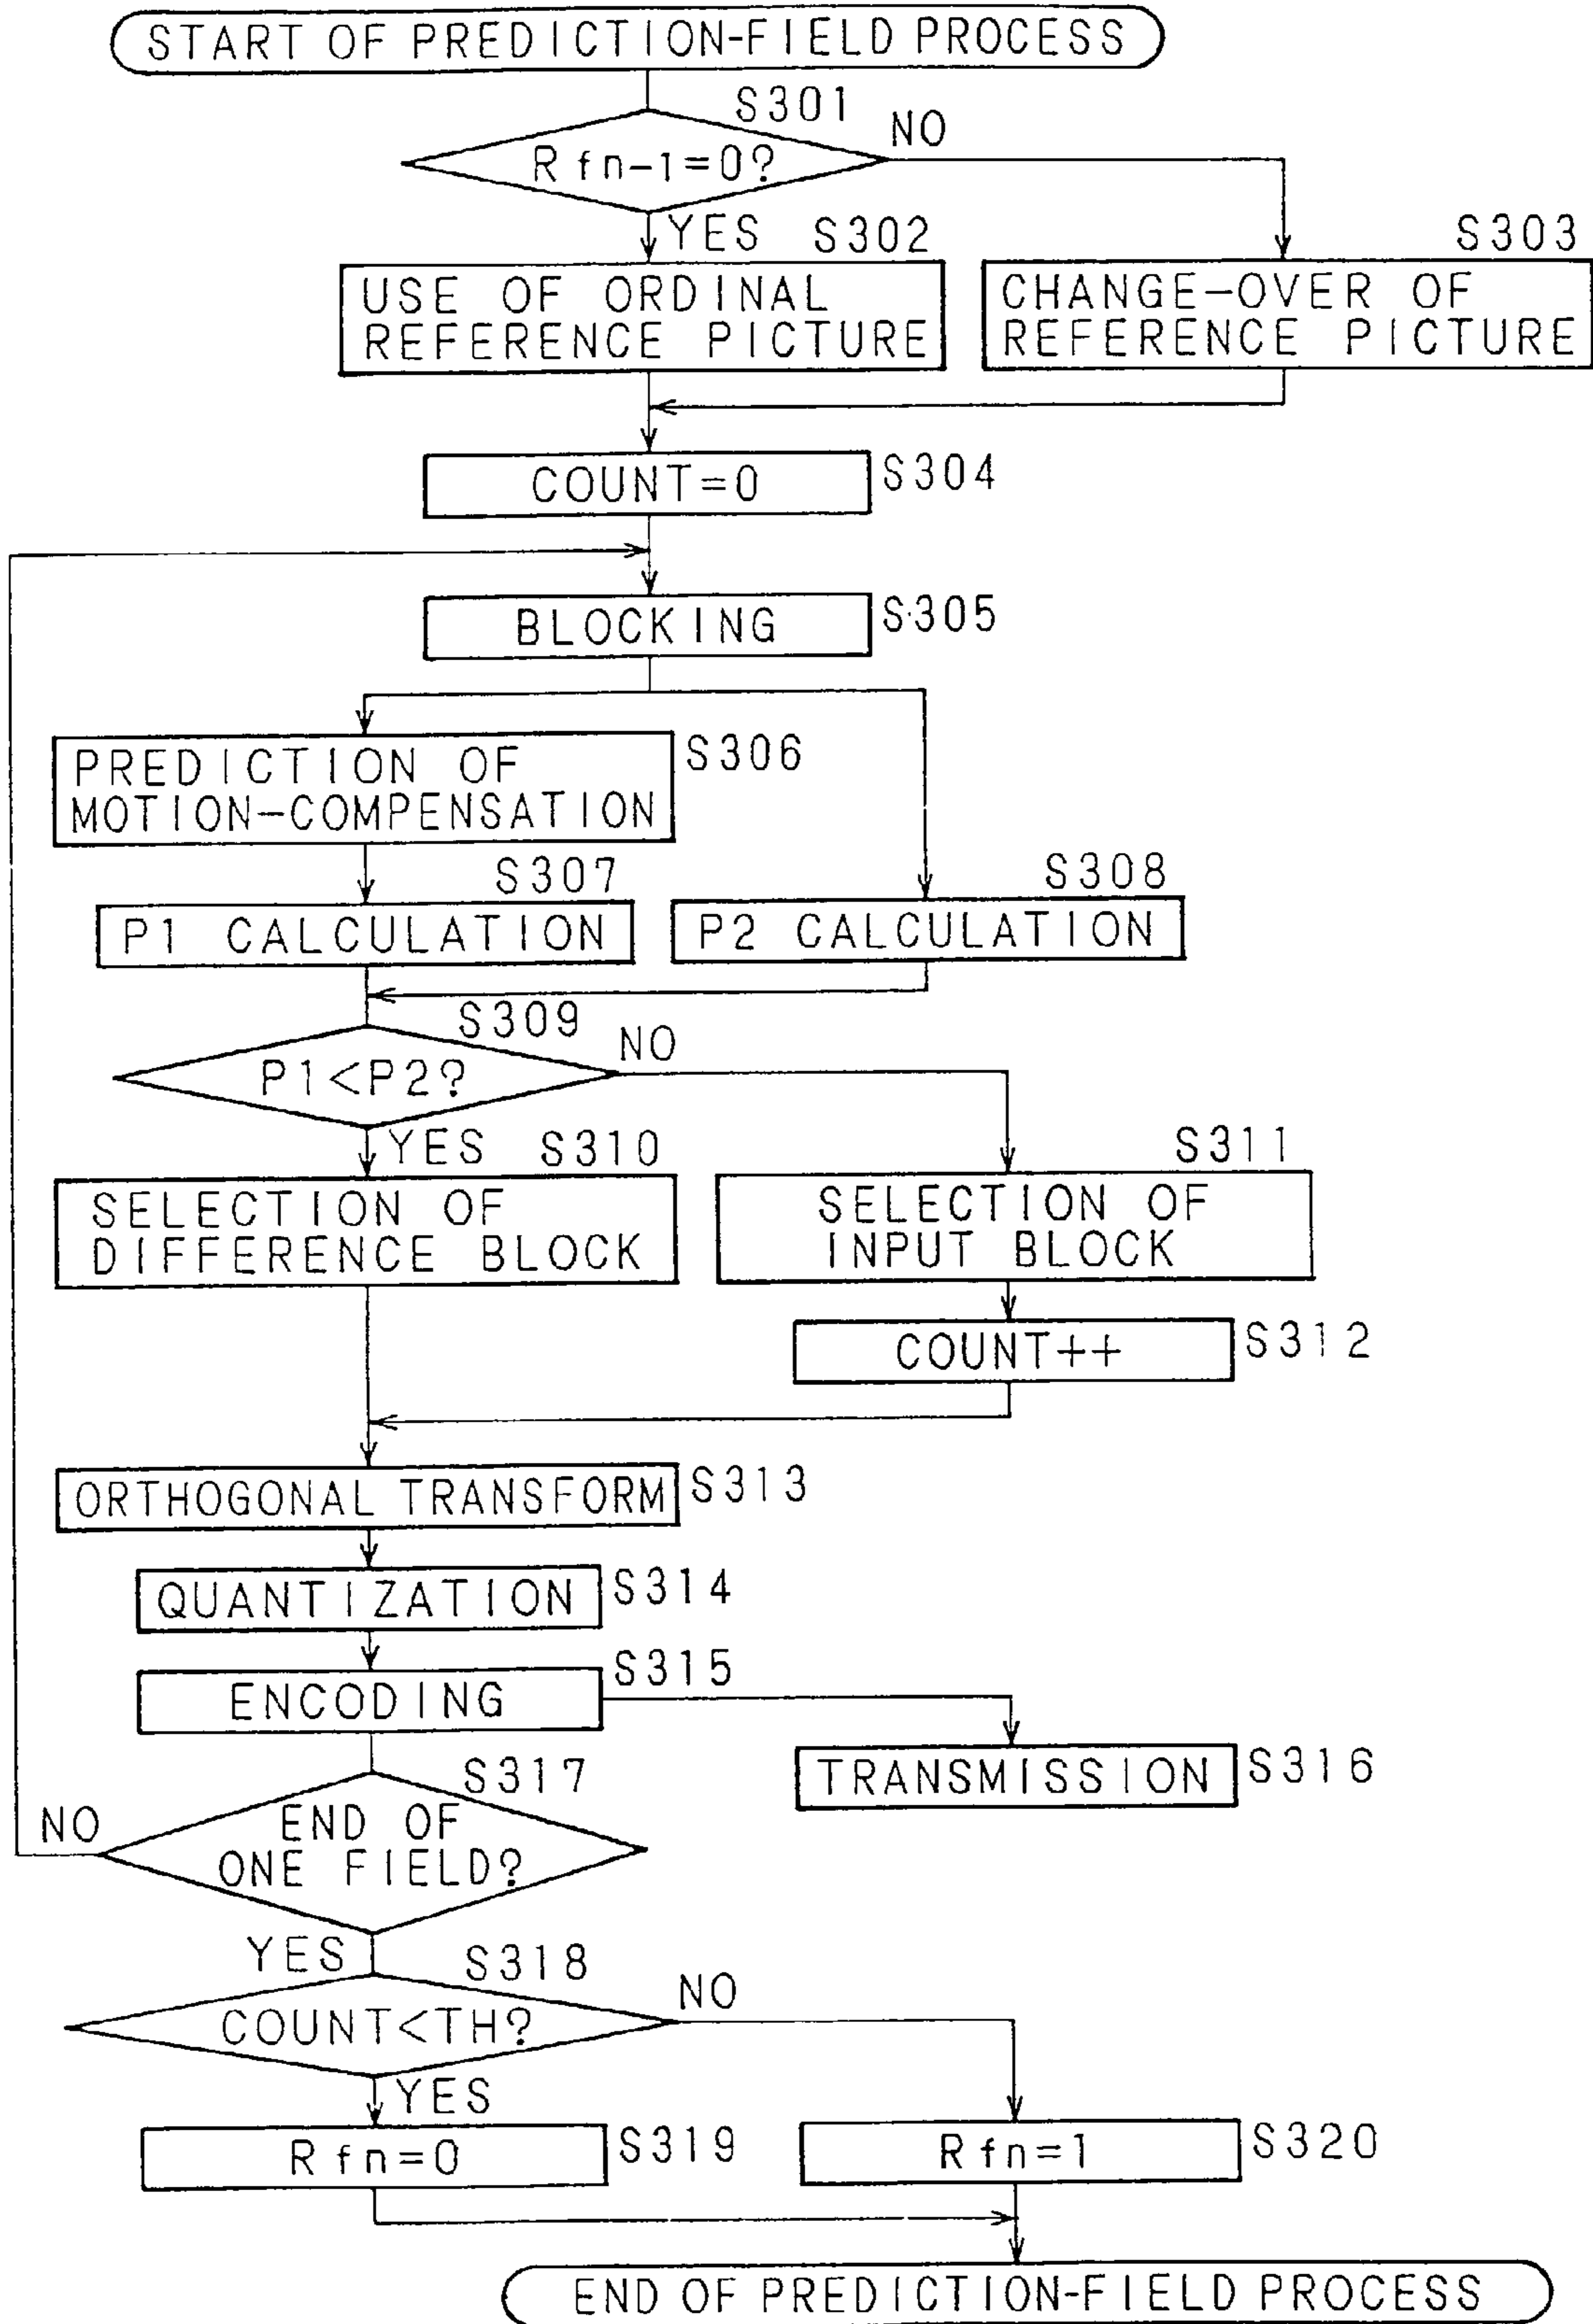 START OF PREDICTION-FIELD PROCESS
S301
Rfn-1=0?
NO
YES
S302
S303
USE OF ORDINAL
REFERENCE PICTURE
CHANGE-OVER OF
REFERENCE PICTURE
COUNT=0
S304
BLOCKING
S305
PREDICTION OF
MOTION-COMPENSATION
S306
S307
S308
P1 CALCULATION
P2 CALCULATION
S309
P1<P2?
NO
YES
S310
S311
SELECTION OF
DIFFERENCE BLOCK
SELECTION OF
INPUT BLOCK
COUNT++
S312
ORTHOGONAL TRANSFORM
S313
QUANTIZATION
S314
ENCODING
S315
TRANSMISSION
S316
S317
END OF
ONE FIELD?
NO
YES
S318
COUNT<TH?
NO
YES
Rfn=0
S319
Rfn=1
S320
END OF PREDICTION-FIELD PROCESS